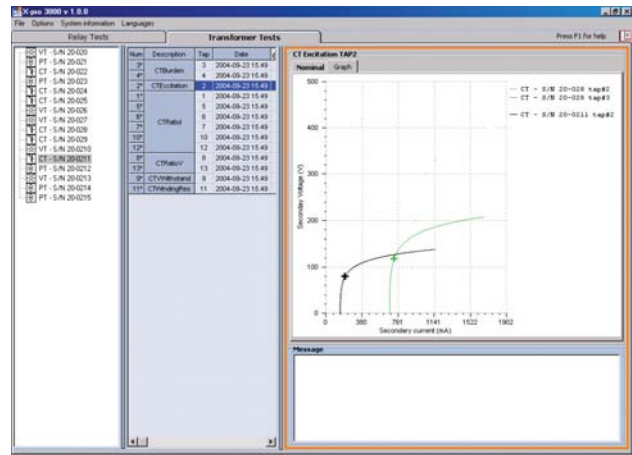 X pro 3000 v 1.0.0
File Options System information Languages
Relay Tests
Transformer Tests
Press F1 for help
VT - S/N 20-020
PT - S/N 20-021
CT - S/N 20-022
PT - S/N 20-023
CT - S/N 20-024
CT - S/N 20-025
VT - S/N 20-026
VT - S/N 20-027
CT - S/N 20-028
CT - S/N 20-029
VT - S/N 20-0210
CT - S/N 20-0211
PT - S/N 20-0212
VT - S/N 20-0213
PT - S/N 20-0214
PT - S/N 20-0215
Num Description Tap Date
3° CTBurden 3 2004-09-23 15.49
4° 4 2004-09-23 15.49
2° CTExcitation 2 2004-09-23 15.49
1° CTRatioI 1 2004-09-23 15.49
5° 5 2004-09-23 15.49
6° 6 2004-09-23 15.49
7° 7 2004-09-23 15.49
10° 10 2004-09-23 15.49
12° 12 2004-09-23 15.49
8° CTRatioV 8 2004-09-23 15.49
13° 13 2004-09-23 15.49
9° CTVWithstand 9 2004-09-23 15.49
11° CTWindingRes 11 2004-09-23 15.49
CT Excitation TAP2
Nominal Graph
CT - S/N 20-028 tap#2
CT - S/N 20-028 tap#3
CT - S/N 20-0211 tap#2
Secondary Voltage (V)
500
400
300
200
100
0
0 380 761 1141 1522 1902
Secondary current (mA)
Message